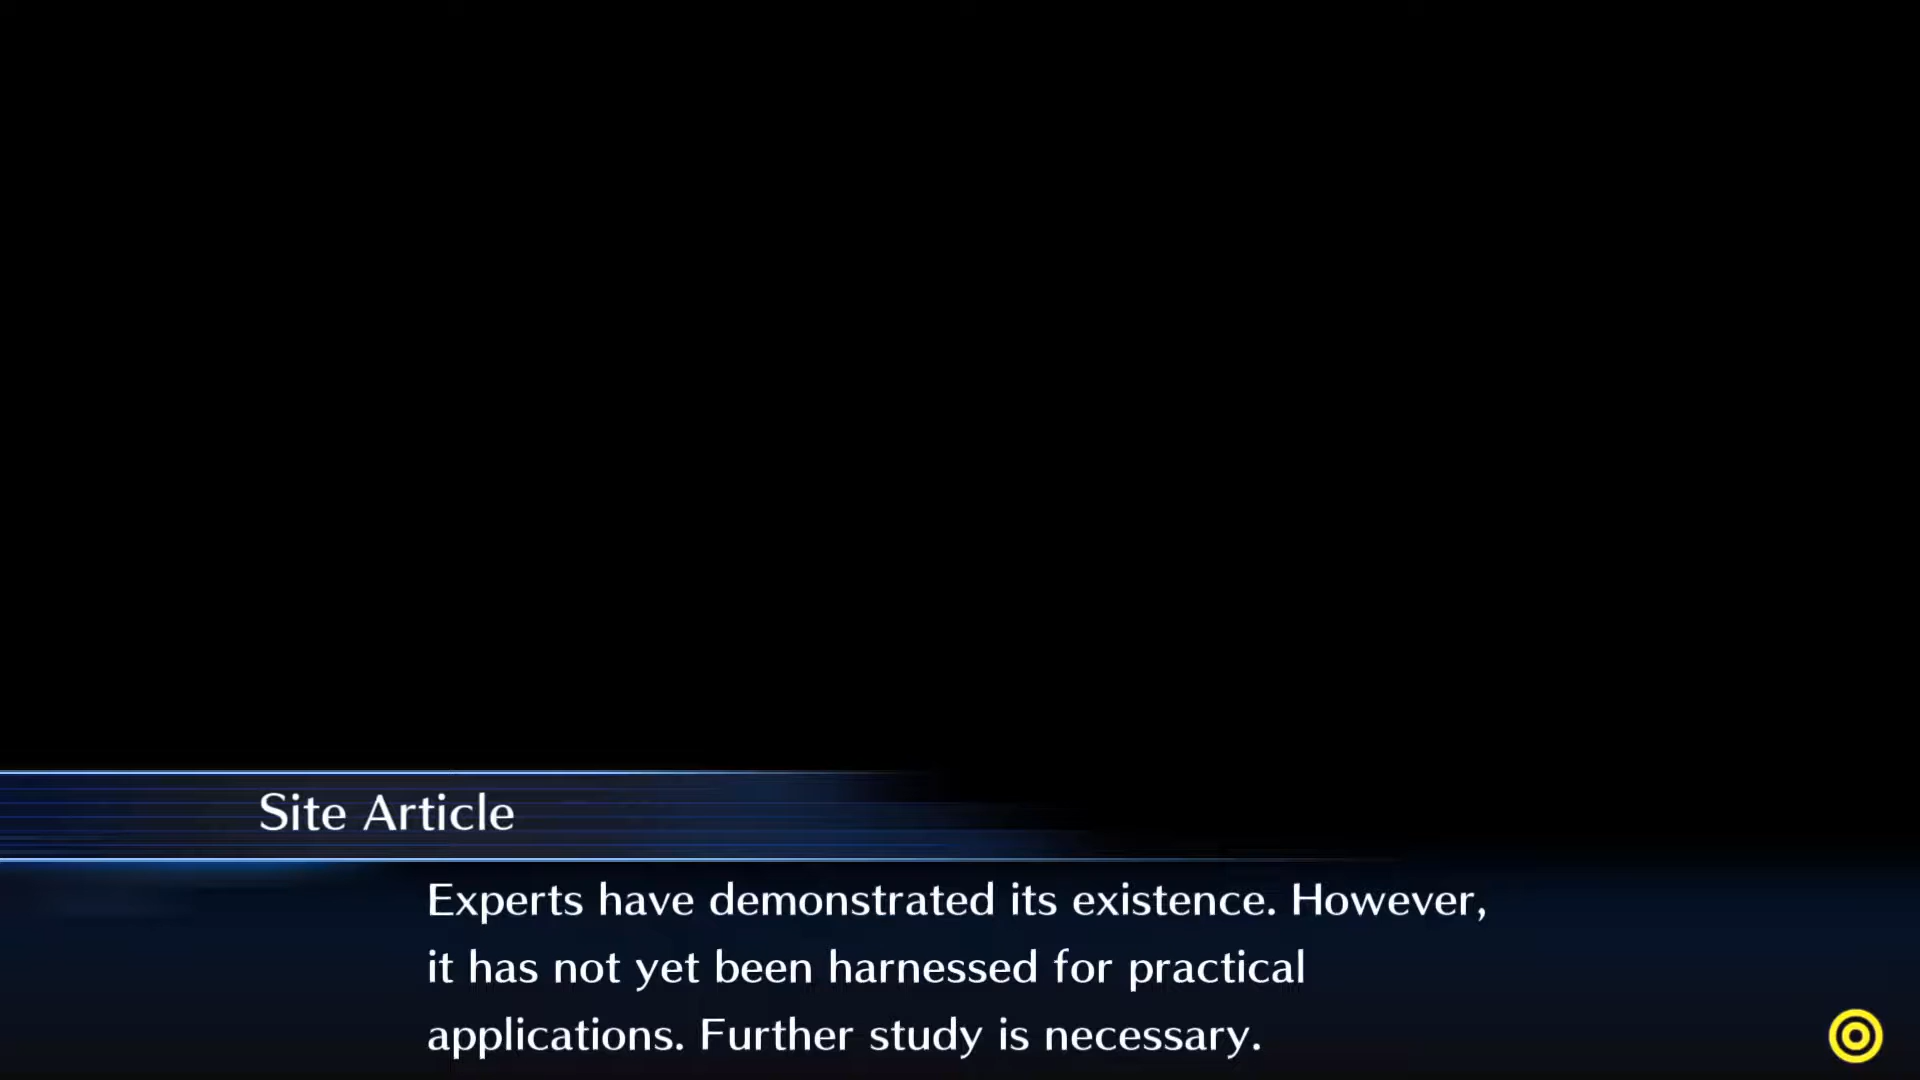 Site Article
Experts have demonstrated its existence. However,
it has not yet been harnessed for practical
applications. Further study is necessary.